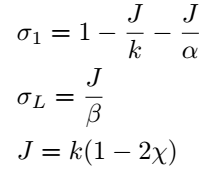 σ₁ = 1 − J/k − J/α
σ_L = J/β
J = k(1 − 2χ)